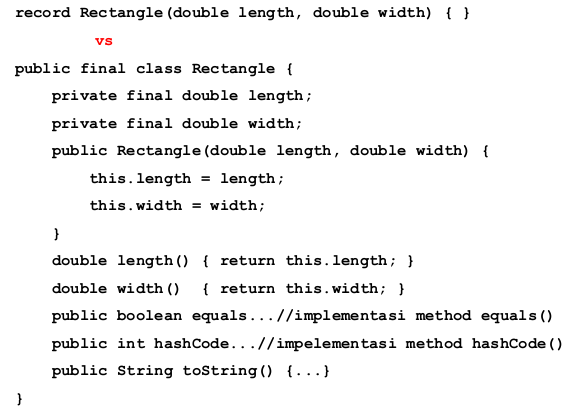 record Rectangle(double length, double width) { }
vs
public final class Rectangle {
private final double length;
private final double width;
public Rectangle(double length, double width) {
this.length = length;
this.width = width;
}
double length() { return this.length; }
double width()  { return this.width; }
public boolean equals...//implementasi method equals()
public int hashCode...//impelementasi method hashCode()
public String toString() {...}
}